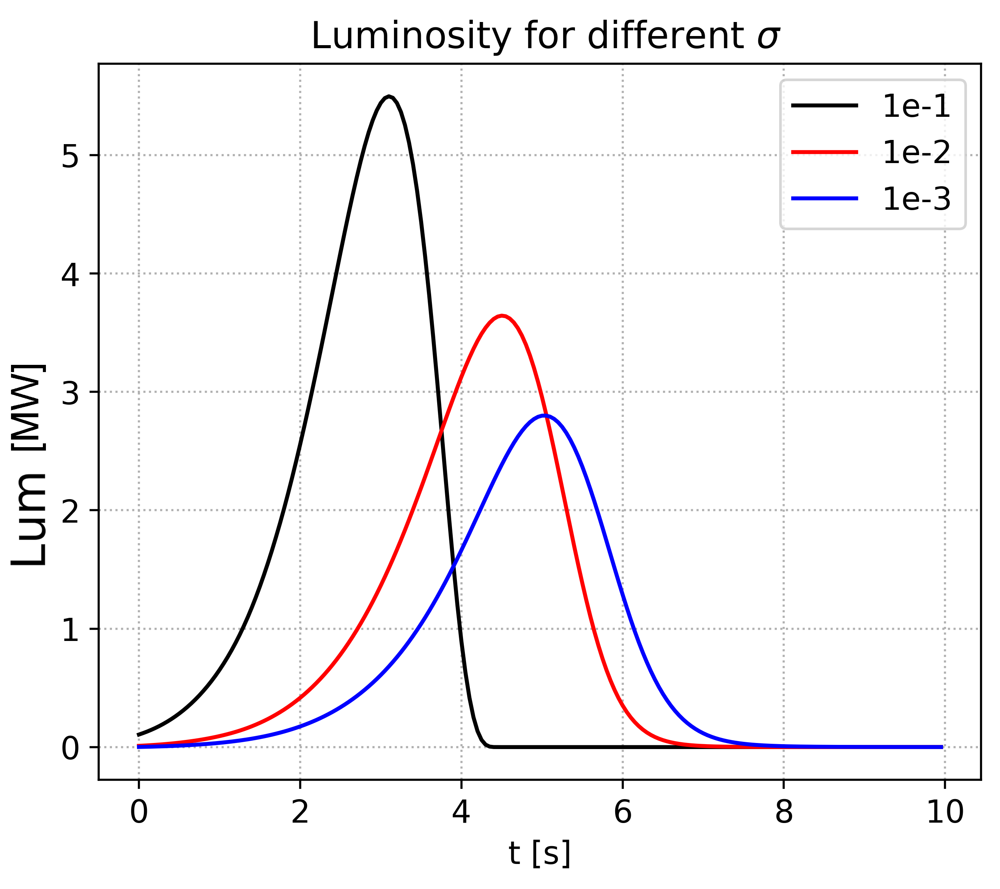 Luminosity for different σ
1e-1
1e-2
1e-3
Lum [MW]
5
4
3
2
1
0
0 2 4 6 8 10
t [s]